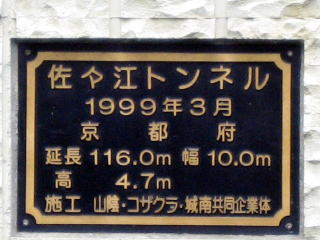 佐々江トンネル
1999年3月
京都府
延長 116.0m 幅 10.0m
高 4.7m
施工 山陰・コザクラ・城南共同企業体